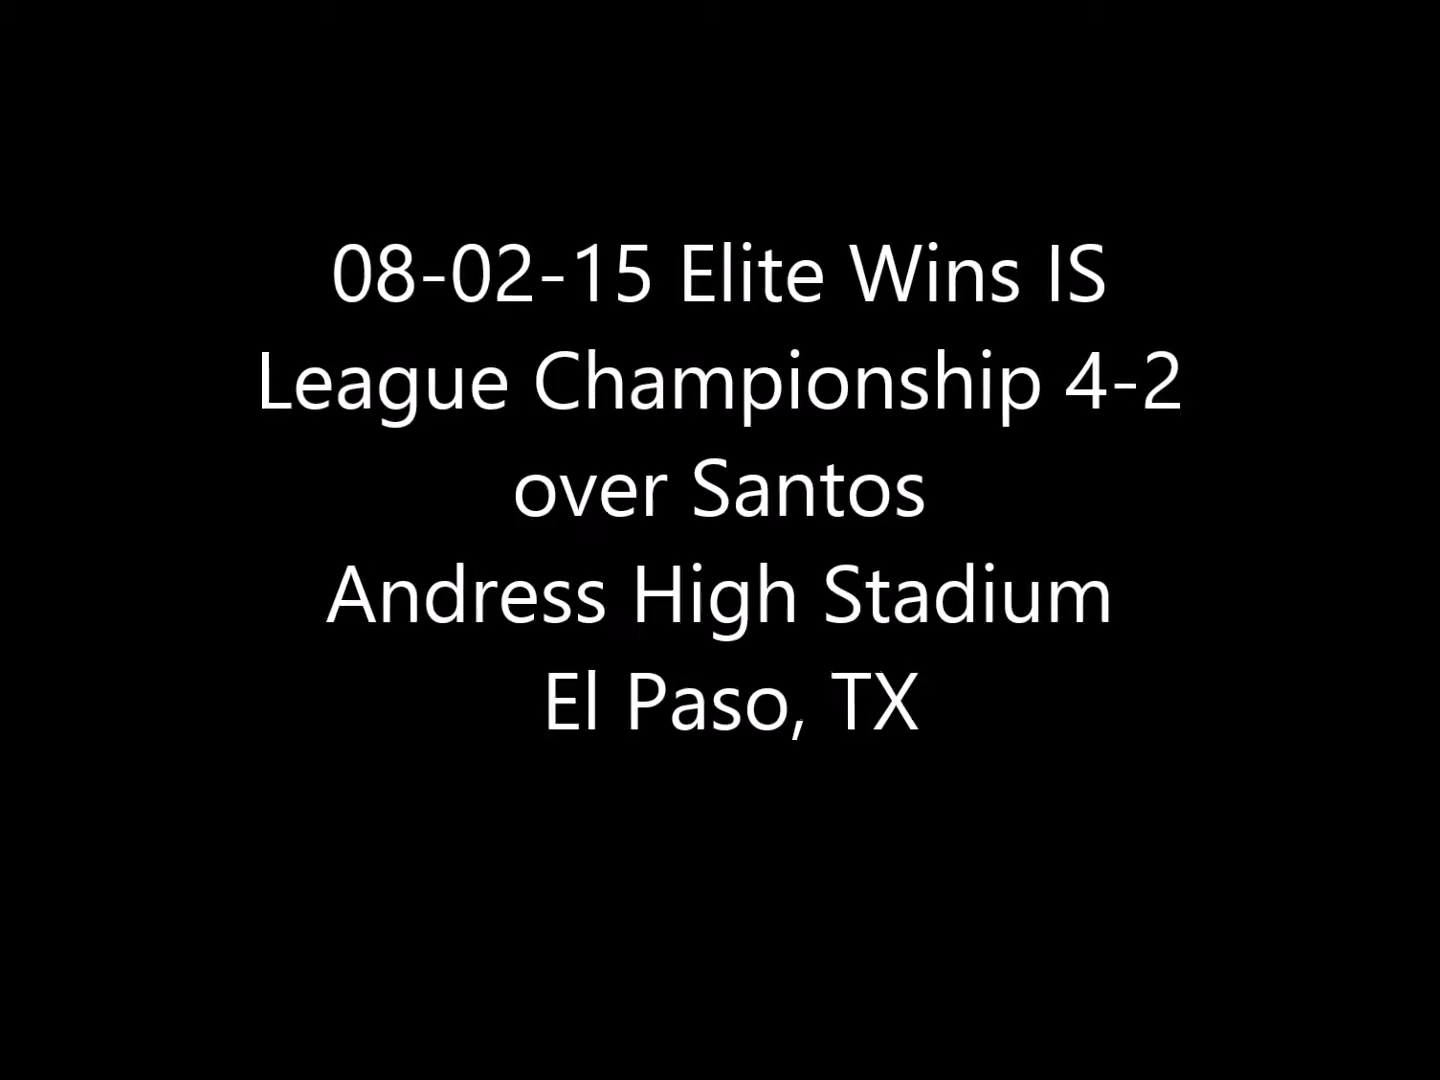 08-02-15 Elite Wins IS
League Championship 4-2
over Santos
Andress High Stadium
El Paso, TX